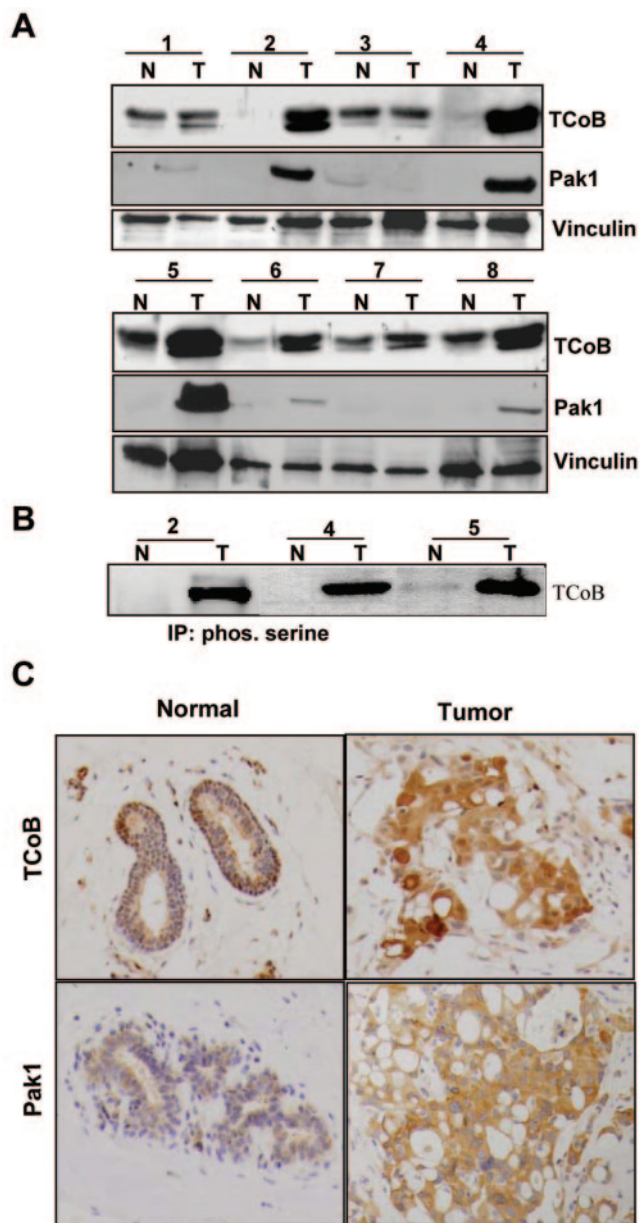 A
1 2 3 4
N T N T N T N T
TCoB
Pak1
Vinculin
5 6 7 8
N T N T N T N T
TCoB
Pak1
Vinculin
B
2 4 5
N T N T N T
TCoB
IP: phos. serine
C
Normal Tumor
TCoB
Pak1